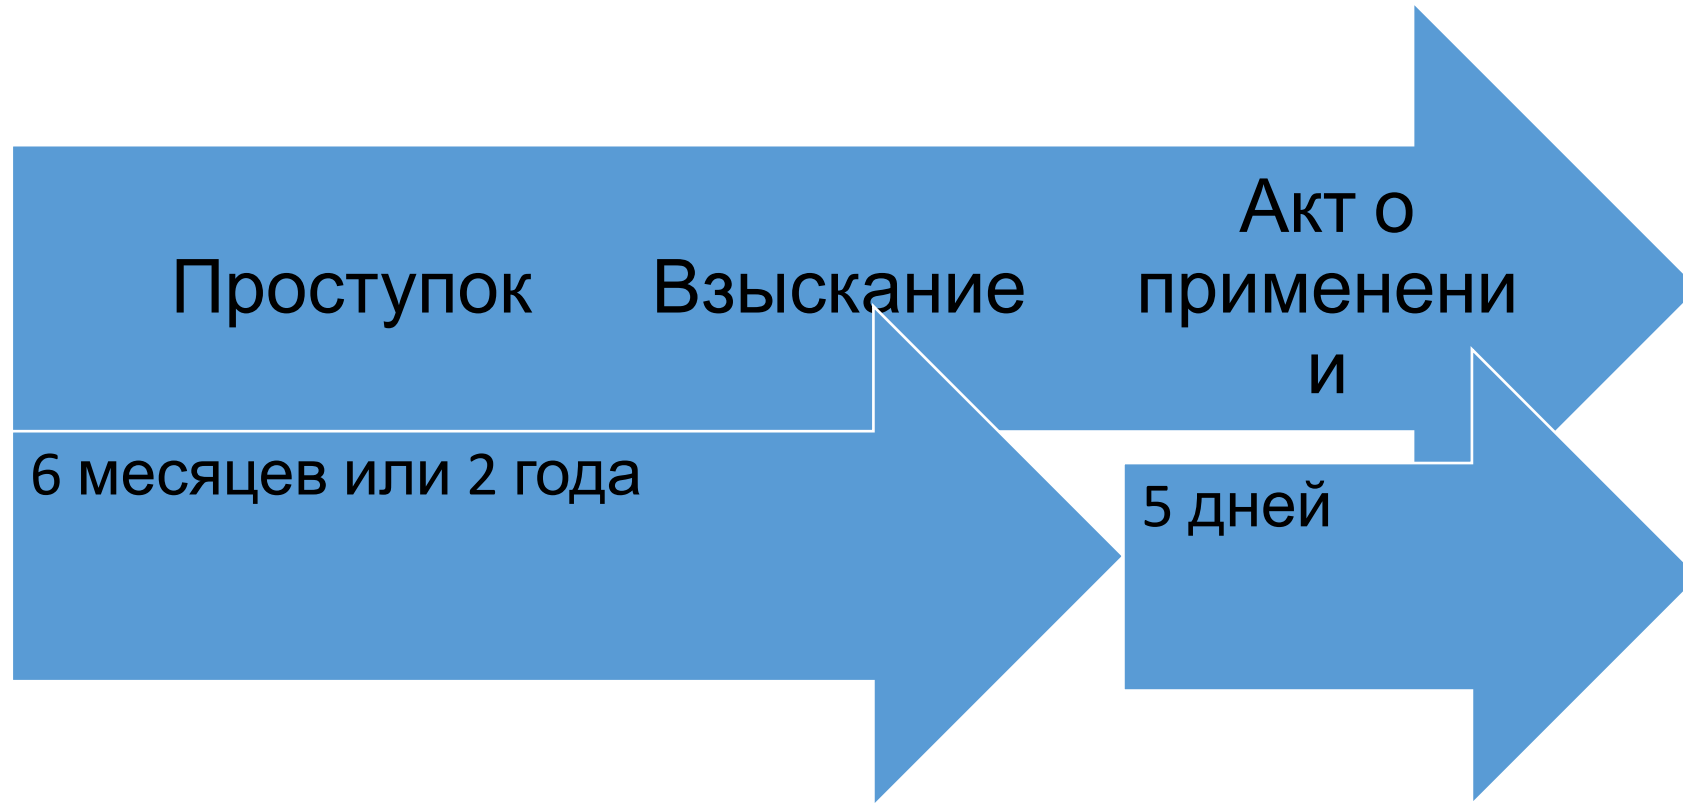 Проступок
Взыскание
Акт о
применени
и
6 месяцев или 2 года
5 дней